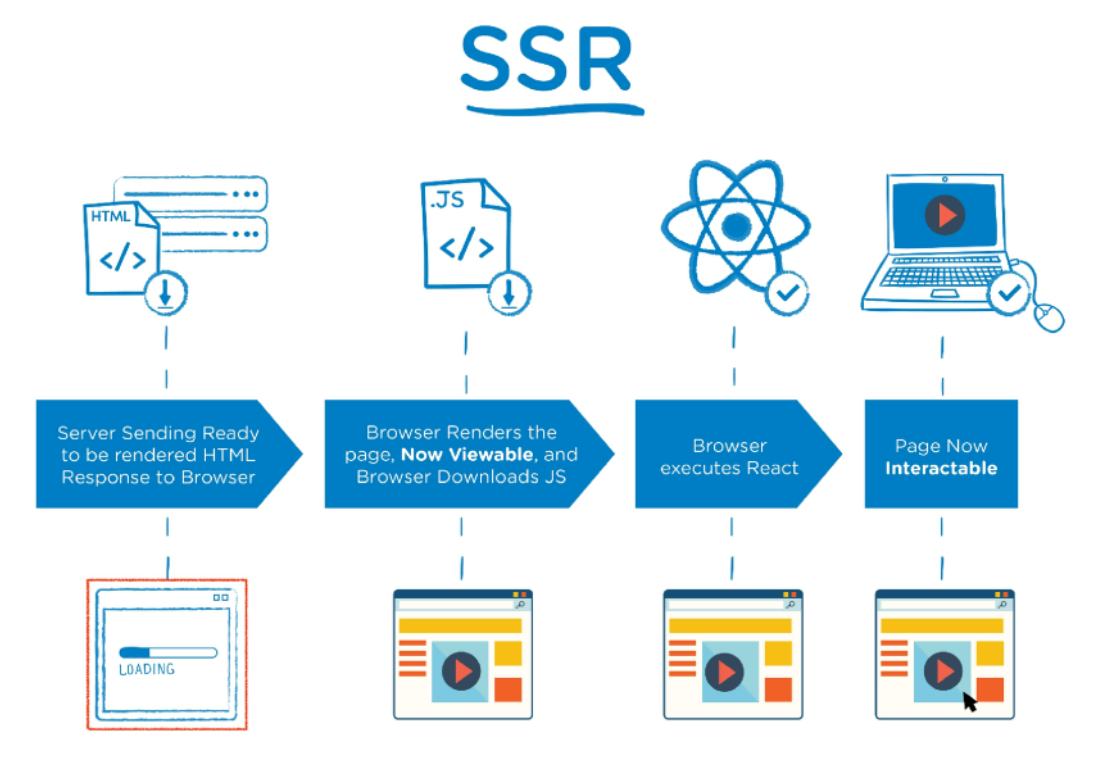 SSR
HTML
</>
.JS
</>
Server Sending Ready
to be rendered HTML
Response to Browser
Browser Renders the
page, Now Viewable, and
Browser Downloads JS
Browser
executes React
Page Now
Interactable
LOADING